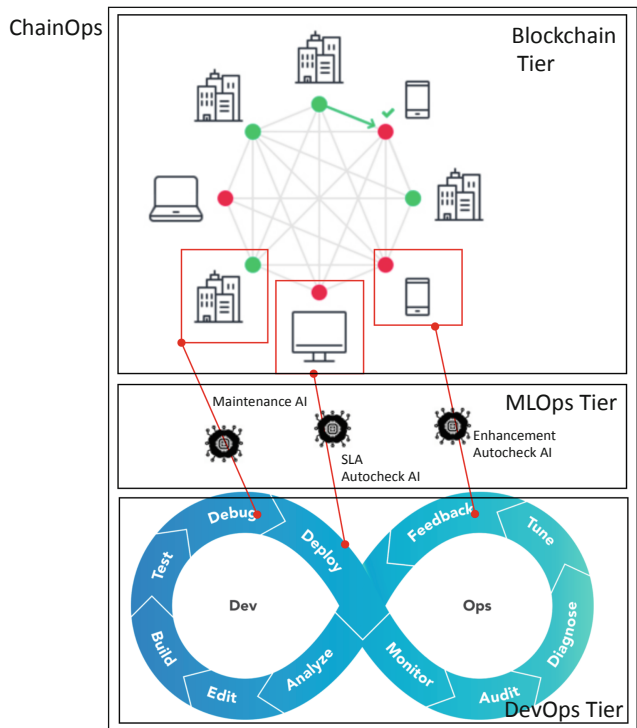 ChainOps
Blockchain
Tier
MLOps Tier
Maintenance AI
SLA
Autocheck AI
Enhancement
Autocheck AI
Debug
Deploy
Feedback
Tune
Test
Dev
Ops
Build
Diagnose
Edit
Analyze
Monitor
Audit
DevOps Tier